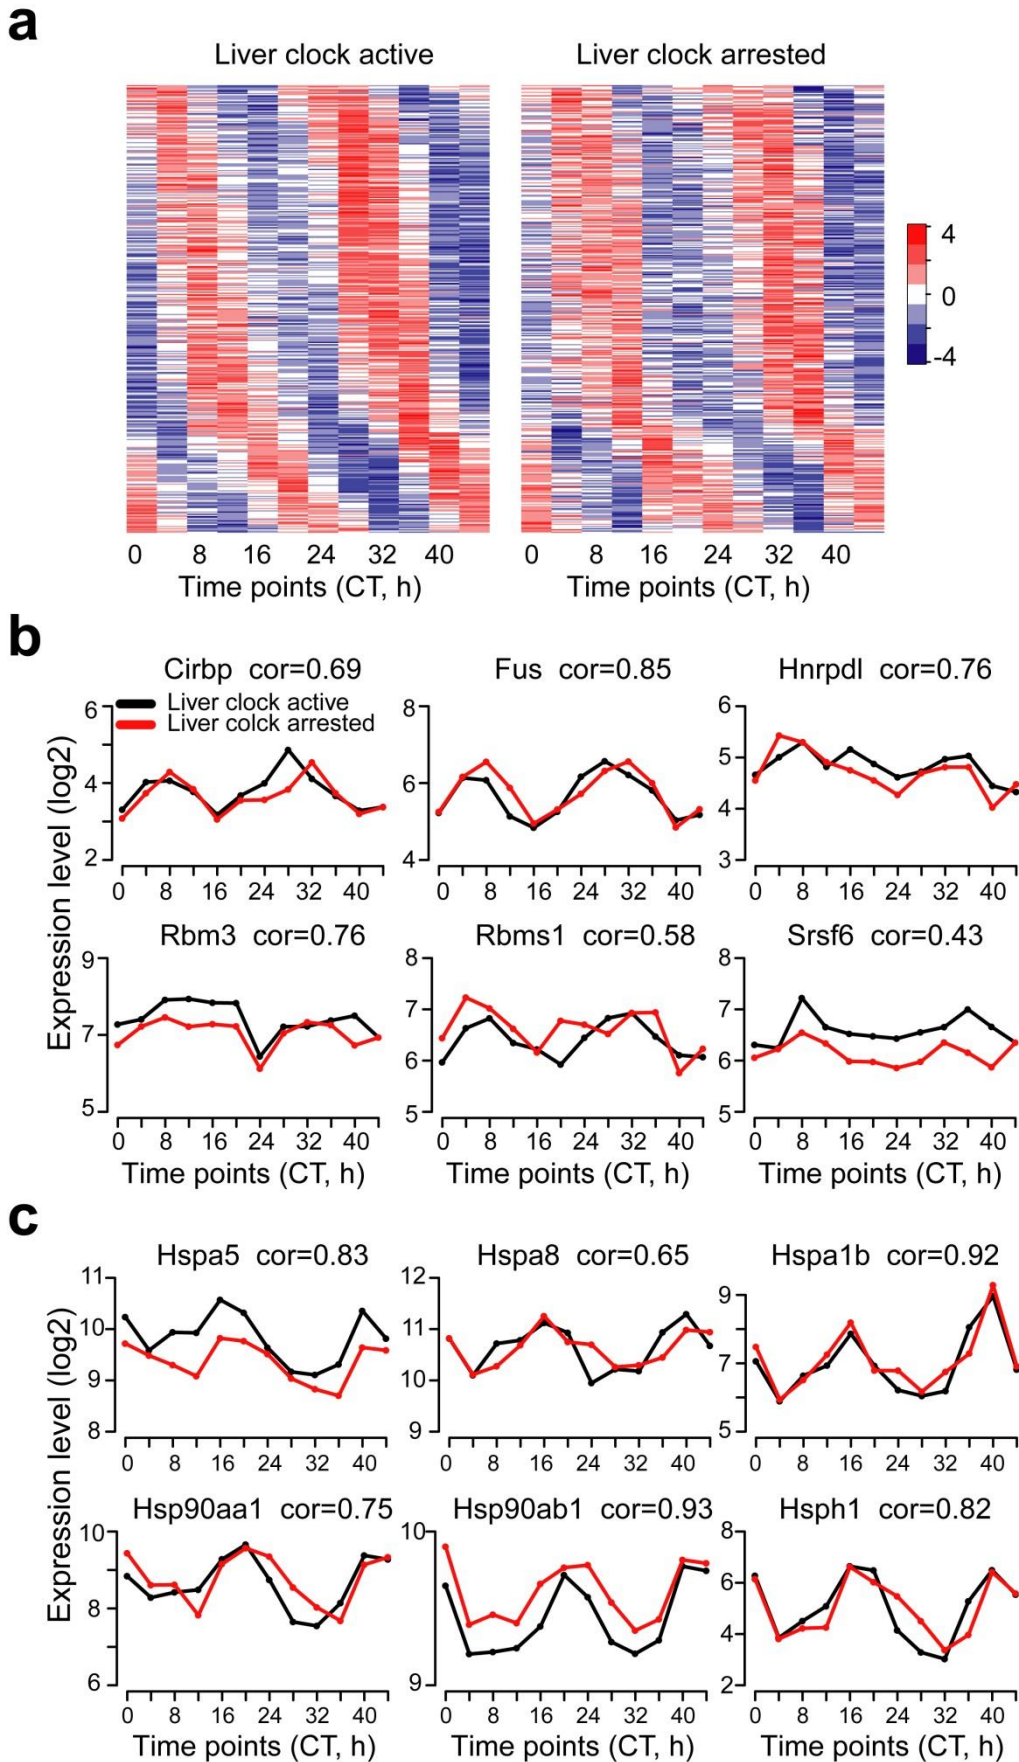 a
Liver clock active Liver clock arrested
4
0
-4
0 8 16 24 32 40 0 8 16 24 32 40
Time points (CT, h) Time points (CT, h)
b
Cirbp cor=0.69 Fus cor=0.85 Hnrpdl cor=0.76
Liver clock active
Liver colck arrested
Expression level (log2)
6 4 2
8 6 4
6 5 4 3
0 8 16 24 32 40 0 8 16 24 32 40 0 8 16 24 32 40
Rbm3 cor=0.76 Rbms1 cor=0.58 Srsf6 cor=0.43
9 7 5
8 7 6 5
8 7 6 5
0 8 16 24 32 40 0 8 16 24 32 40 0 8 16 24 32 40
Time points (CT, h) Time points (CT, h) Time points (CT, h)
c
Hspa5 cor=0.83 Hspa8 cor=0.65 Hspa1b cor=0.92
Expression level (log2)
11 10 9 8
12 11 10 9
9 7 5
0 8 16 24 32 40 0 8 16 24 32 40 0 8 16 24 32 40
Hsp90aa1 cor=0.75 Hsp90ab1 cor=0.93 Hsph1 cor=0.82
10 8 6
10 9
8 6 4 2
0 8 16 24 32 40 0 8 16 24 32 40 0 8 16 24 32 40
Time points (CT, h) Time points (CT, h) Time points (CT, h)